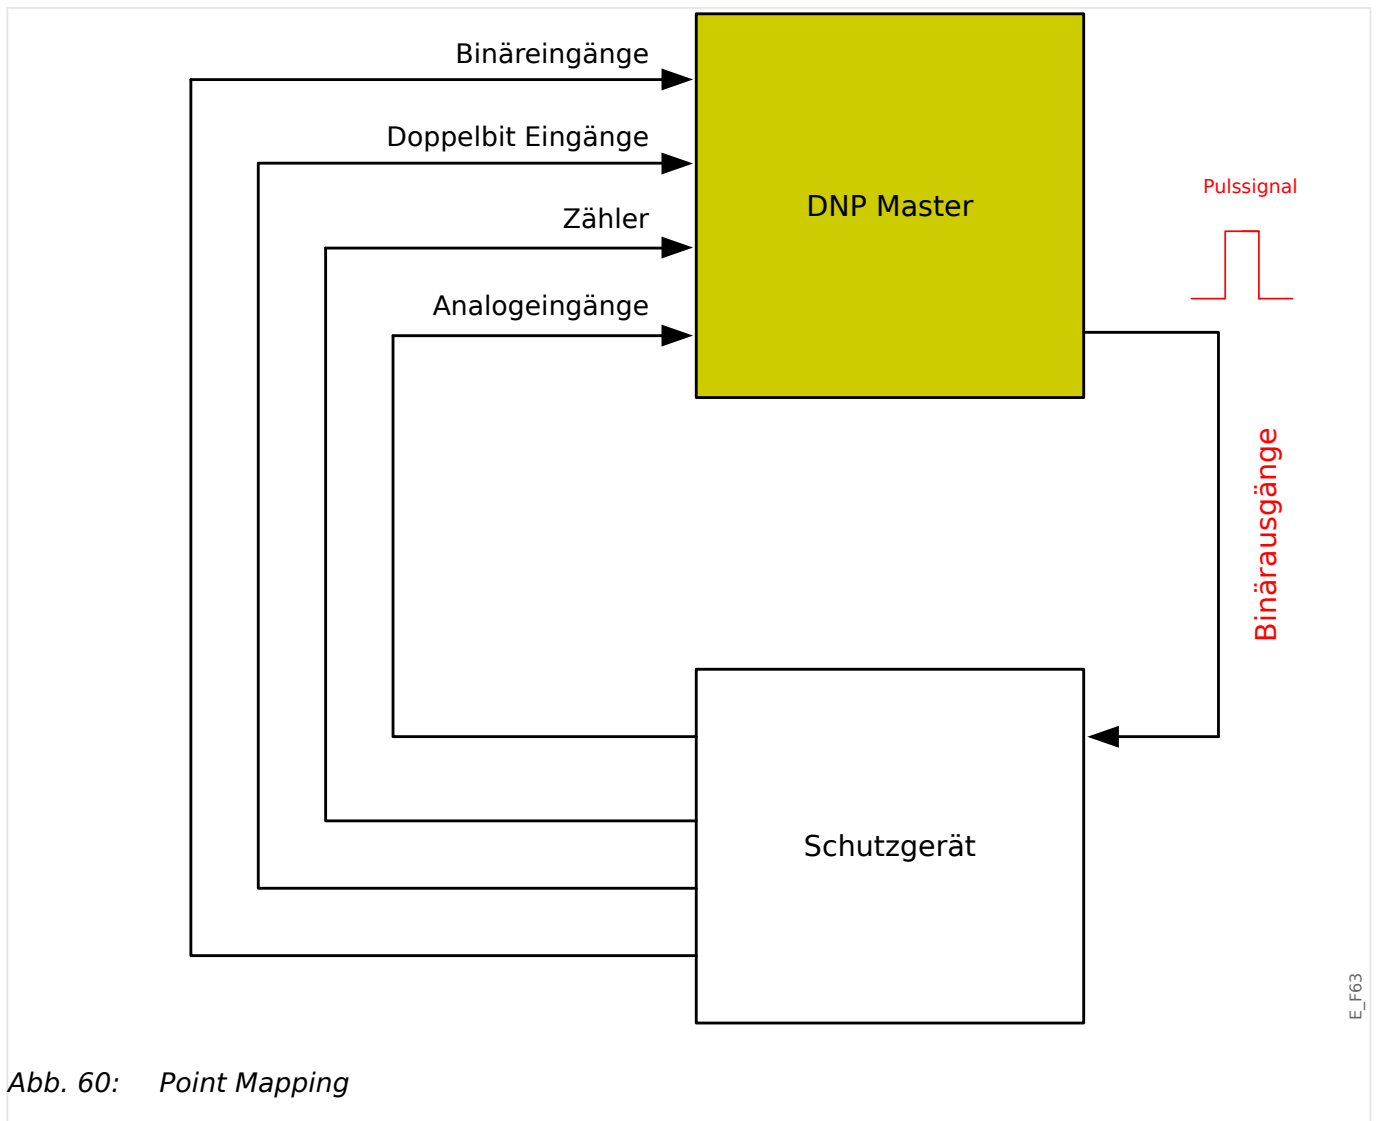 Binäreingänge
Doppelbit Eingänge
Zähler
Analogeingänge
DNP Master
Pulssignal
Binärausgänge
Schutzgerät
E_F63
Abb. 60: Point Mapping